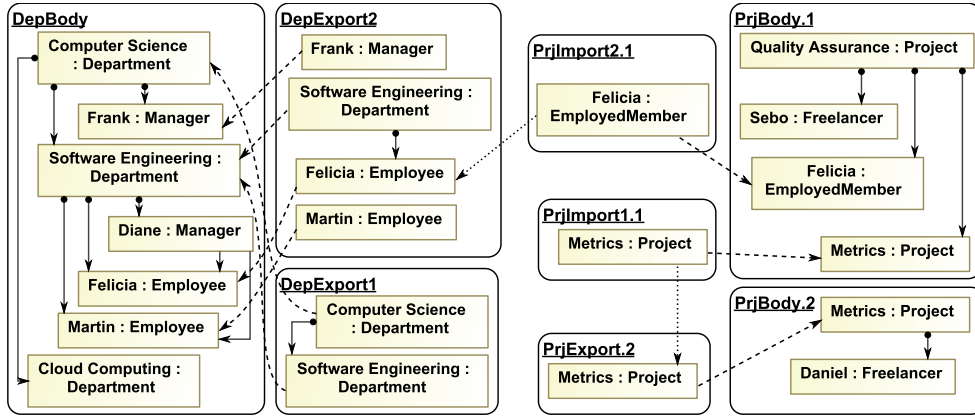 DepBody
Computer Science
: Department
Frank : Manager
Software Engineering :
Department
Diane : Manager
Felicia : Employee
Martin : Employee
Cloud Computing :
Department
DepExport2
Frank : Manager
Software Engineering :
Department
Felicia : Employee
Martin : Employee
DepExport1
Computer Science
: Department
Software Engineering :
Department
PrjImport2.1
Felicia :
EmployedMember
PrjImport1.1
Metrics : Project
PrjExport.2
Metrics : Project
PrjBody.1
Quality Assurance : Project
Sebo : Freelancer
Felicia :
EmployedMember
Metrics : Project
PrjBody.2
Metrics : Project
Daniel : Freelancer